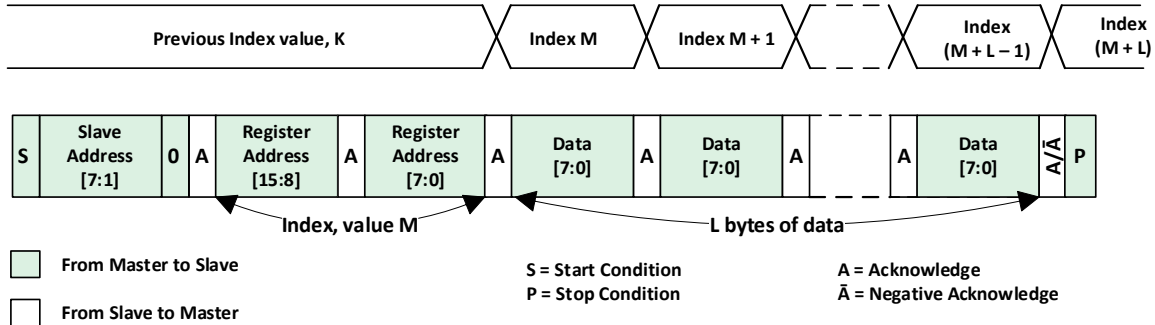 Previous Index value, K
Index M
Index M + 1
Index
(M + L – 1)
Index
(M + L)
S
Slave
Address
[7:1]
0
A
Register
Address
[15:8]
A
Register
Address
[7:0]
A
Data
[7:0]
A
Data
[7:0]
A
A
Data
[7:0]
A/Ā
P
Index, value M
L bytes of data
From Master to Slave
From Slave to Master
S = Start Condition
P = Stop Condition
A = Acknowledge
Ā = Negative Acknowledge